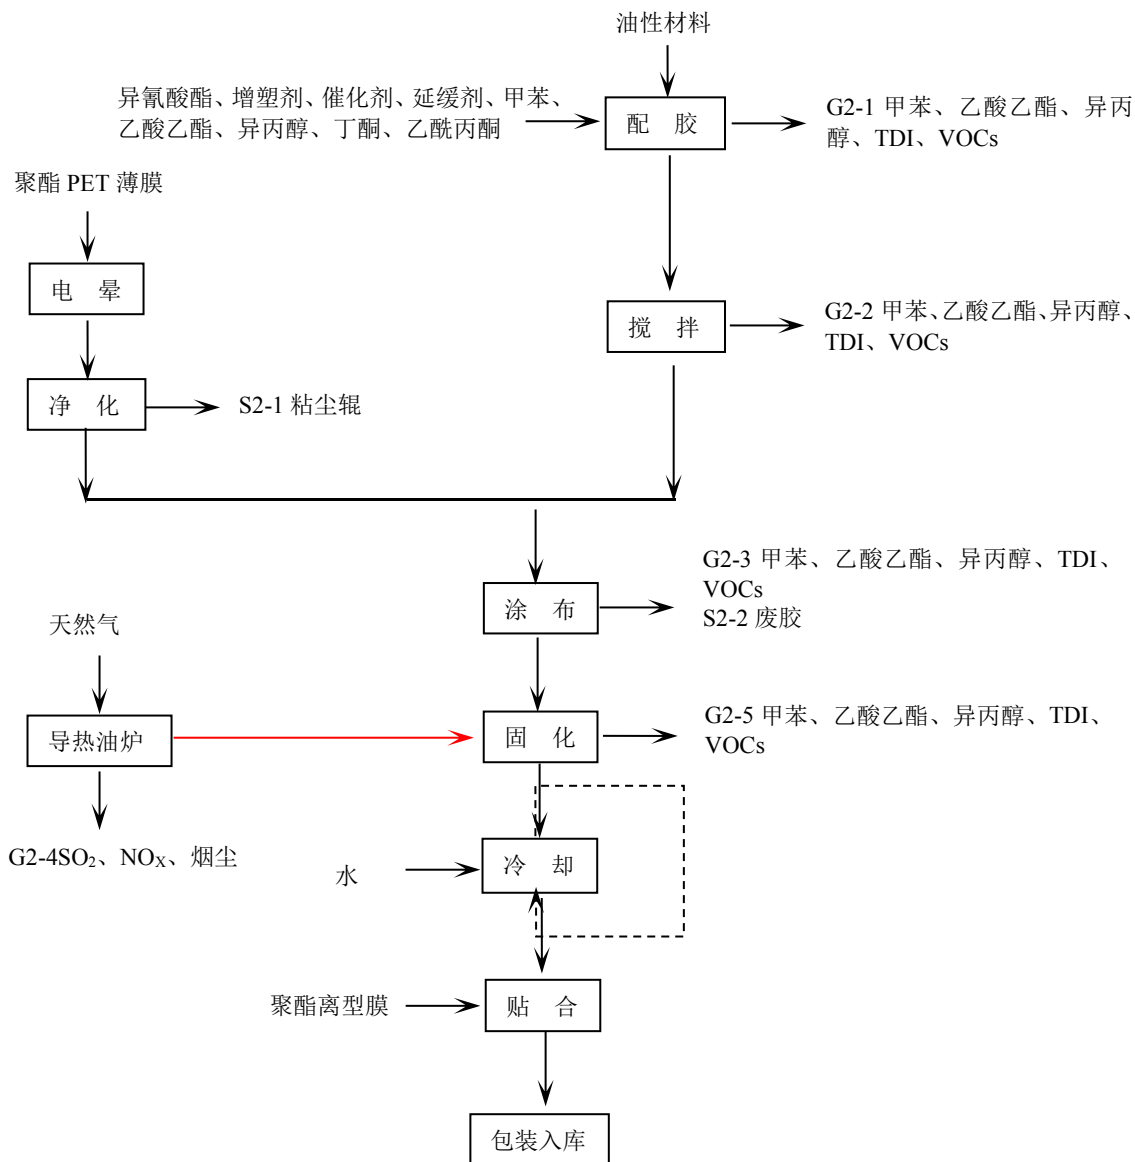 油性材料
异氰酸酯、增塑剂、催化剂、延缓剂、甲苯、
乙酸乙酯、异丙醇、丁酮、乙酰丙酮
配 胶
G2-1 甲苯、乙酸乙酯、异丙
醇、TDI、VOCs
聚酯 PET 薄膜
电 晕
搅 拌
G2-2 甲苯、乙酸乙酯、异丙醇、
TDI、VOCs
净 化
S2-1 粘尘辊
涂 布
G2-3 甲苯、乙酸乙酯、异丙醇、TDI、
VOCs
S2-2 废胶
天然气
导热油炉
固 化
G2-5 甲苯、乙酸乙酯、异丙醇、TDI、
VOCs
G2-4SO₂、NOX、烟尘
水
冷 却
聚酯离型膜
贴 合
包装入库